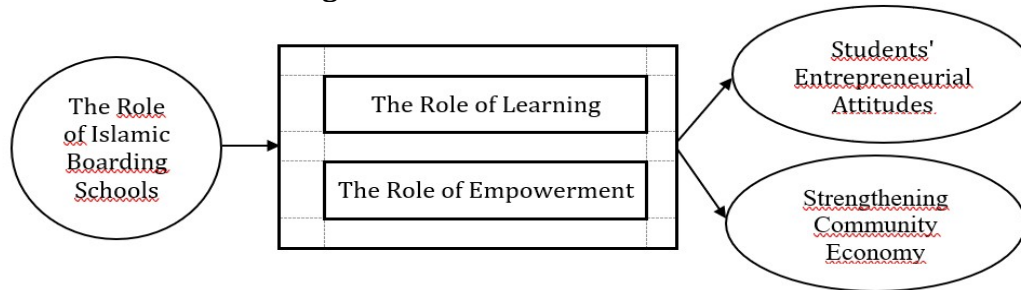 The Role
of Islamic
Boarding
Schools
The Role of Learning
The Role of Empowerment
Students'
Entrepreneurial
Attitudes
Strengthening
Community
Economy